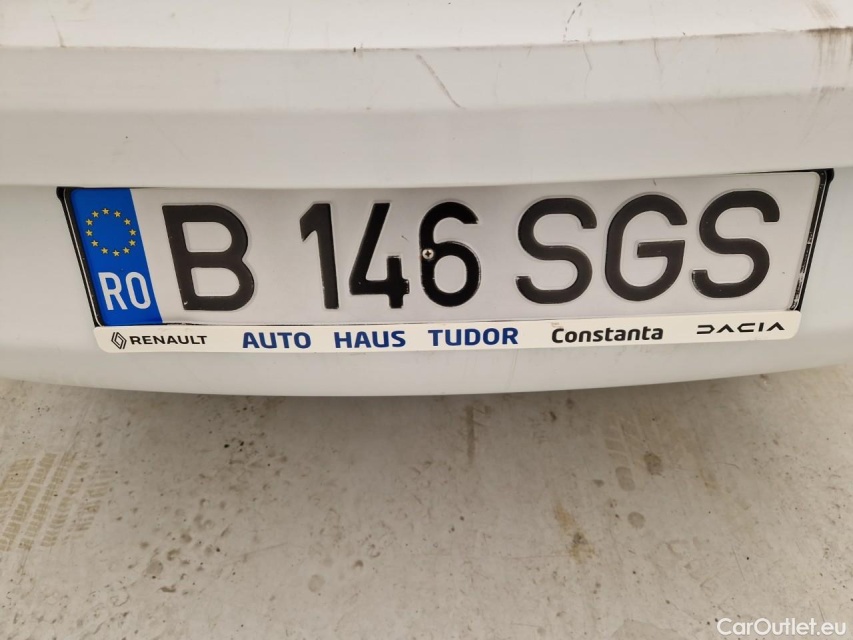 RO B 146 SGS
RENAULT AUTO HAUS TUDOR Constanta DACIA
CarOutlet.eu